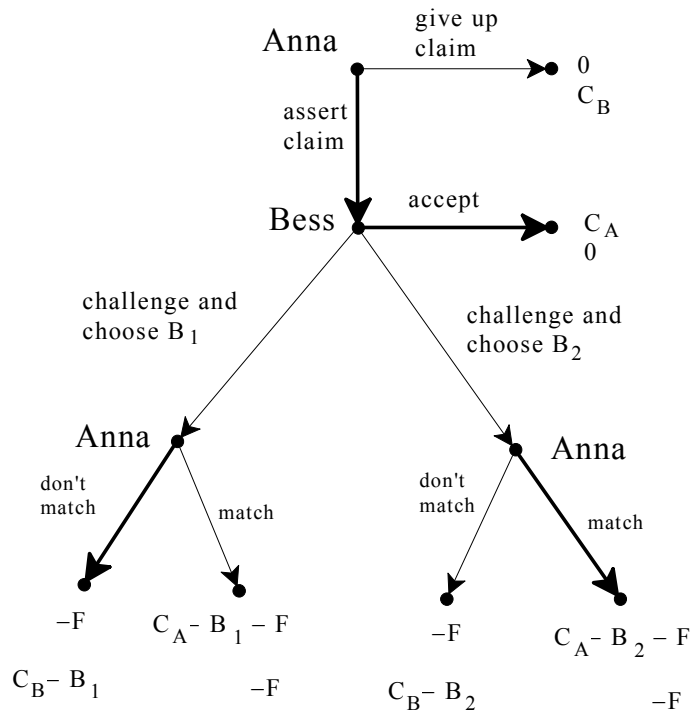 Anna
give up
claim
0
C_B
assert
claim
Bess
accept
C_A
0
challenge and
choose B_1
challenge and
choose B_2
Anna
Anna
don't
match
match
don't
match
match
−F
C_A − B_1 − F
−F
C_A − B_2 − F
C_B − B_1
−F
C_B − B_2
−F